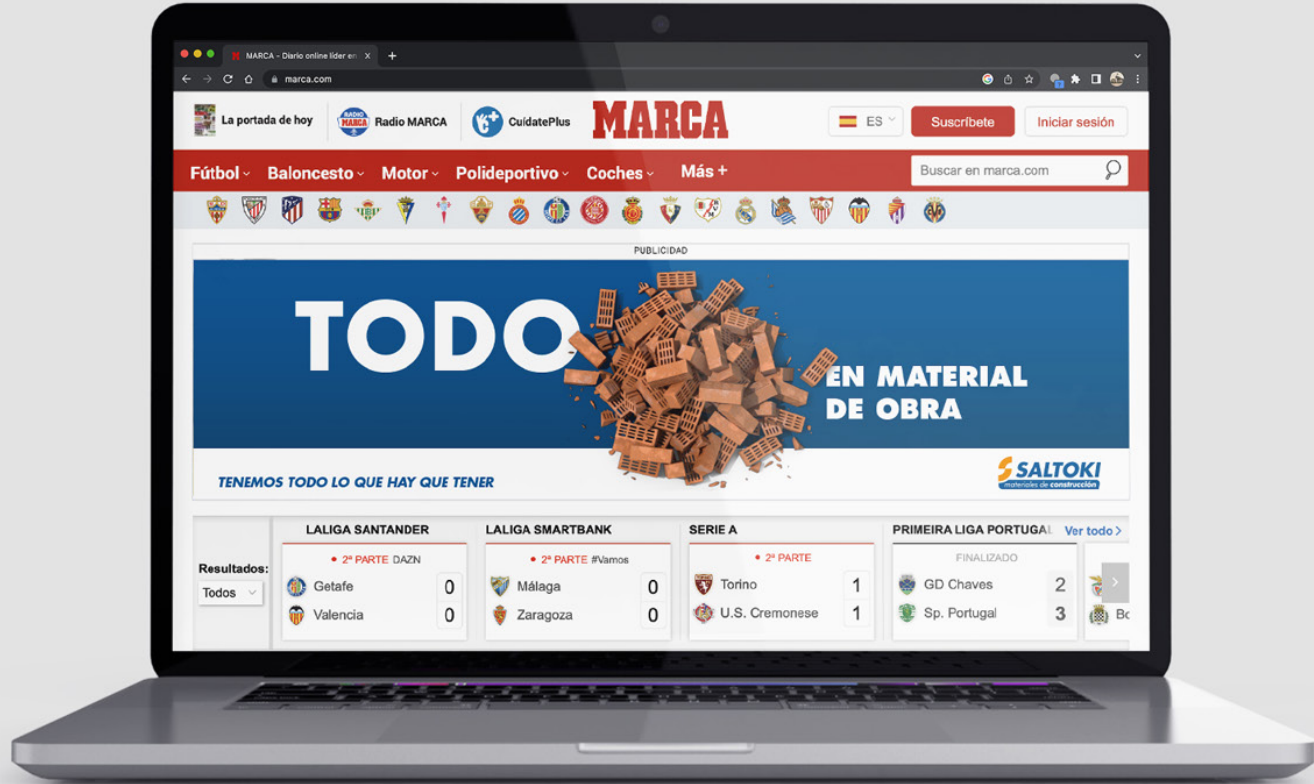 MARCA - Diario online líder en
marca.com
La portada de hoy
RADIO MARCA
Radio MARCA
CuídatePlus
MARCA
ES
Suscríbete
Iniciar sesión
Fútbol
Baloncesto
Motor
Polideportivo
Coches
Más +
Buscar en marca.com
PUBLICIDAD
TODO
EN MATERIAL
DE OBRA
TENEMOS TODO LO QUE HAY QUE TENER
SALTOKI
materiales de construcción
Resultados:
Todos
LALIGA SANTANDER
2ª PARTE DAZN
Getafe 0
Valencia 0
LALIGA SMARTBANK
2ª PARTE #Vamos
Málaga 0
Zaragoza 0
SERIE A
2ª PARTE
Torino 1
U.S. Cremonese 1
PRIMEIRA LIGA PORTUGAL
Ver todo >
FINALIZADO
GD Chaves 2
Sp. Portugal 3
Bo